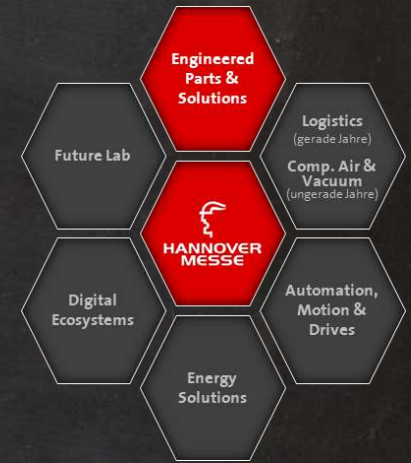 Engineered
Parts &
Solutions
Future Lab
Logistics
(gerade Jahre)
Comp. Air &
Vacuum
(ungerade Jahre)
HANNOVER
MESSE
Digital
Ecosystems
Automation,
Motion &
Drives
Energy
Solutions